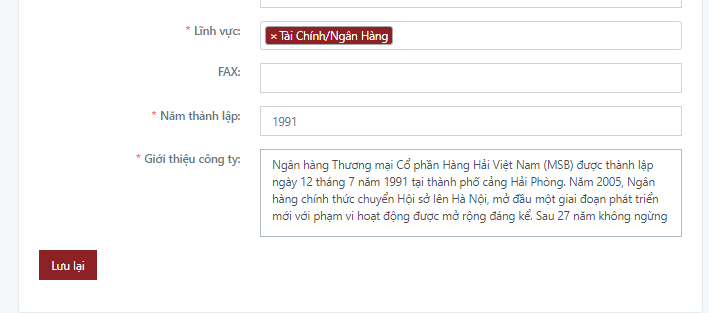 * Lĩnh vực:
× Tài Chính/Ngân Hàng
FAX:
* Năm thành lập:
1991
* Giới thiệu công ty:
Ngân hàng Thương mại Cổ phần Hàng Hải Việt Nam (MSB) được thành lập
ngày 12 tháng 7 năm 1991 tại thành phố cảng Hải Phòng. Năm 2005, Ngân
hàng chính thức chuyển Hội sở lên Hà Nội, mở đầu một giai đoạn phát triển
mới với phạm vi hoạt động được mở rộng đáng kể. Sau 27 năm không ngừng
Lưu lại